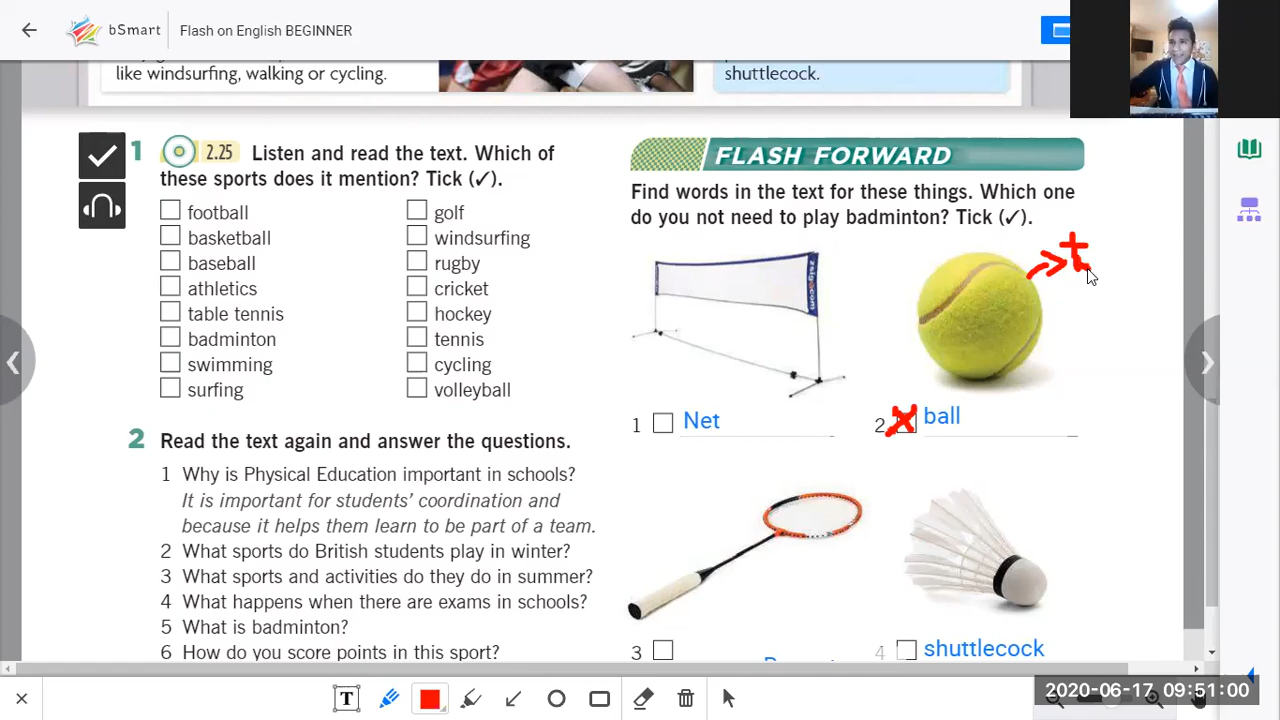 bSmart
Flash on English BEGINNER
like windsurfing, walking or cycling.
shuttlecock.
1 2.25 Listen and read the text. Which of
these sports does it mention? Tick (✓).
football
basketball
baseball
athletics
table tennis
badminton
swimming
surfing
golf
windsurfing
rugby
cricket
hockey
tennis
cycling
volleyball
2 Read the text again and answer the questions.
1 Why is Physical Education important in schools?
It is important for students' coordination and
because it helps them learn to be part of a team.
2 What sports do British students play in winter?
3 What sports and activities do they do in summer?
4 What happens when there are exams in schools?
5 What is badminton?
6 How do you score points in this sport?
FLASH FORWARD
Find words in the text for these things. Which one
do you not need to play badminton? Tick (✓).
1 Net
2 ball
t
3
4 shuttlecock
T
2020-06-17 09:51:00